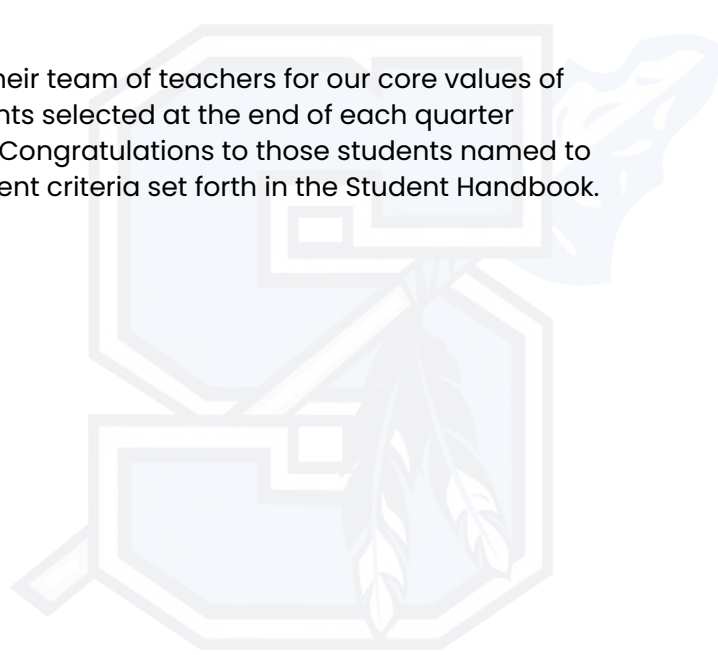 heir team of teachers for our core values of
nts selected at the end of each quarter
Congratulations to those students named to
ent criteria set forth in the Student Handbook.
S